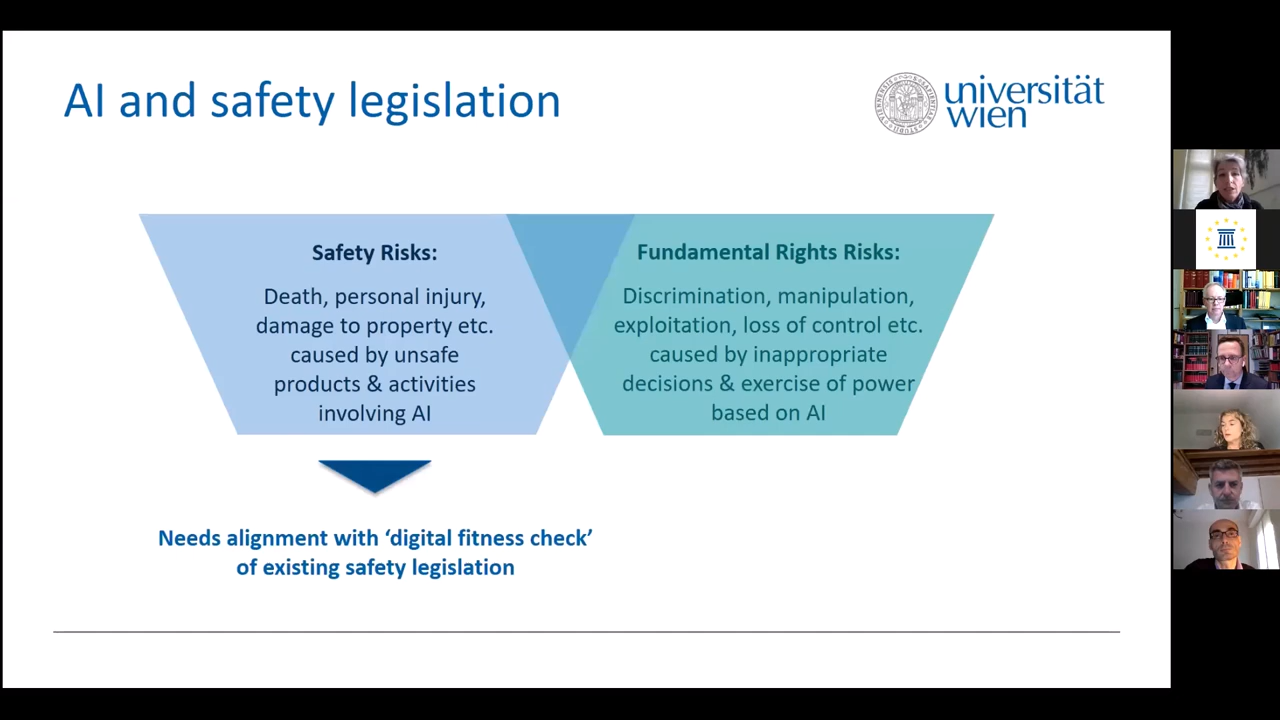 AI and safety legislation
universität
wien
Safety Risks:
Death, personal injury,
damage to property etc.
caused by unsafe
products & activities
involving AI
Fundamental Rights Risks:
Discrimination, manipulation,
exploitation, loss of control etc.
caused by inappropriate
decisions & exercise of power
based on AI
Needs alignment with ‘digital fitness check’
of existing safety legislation